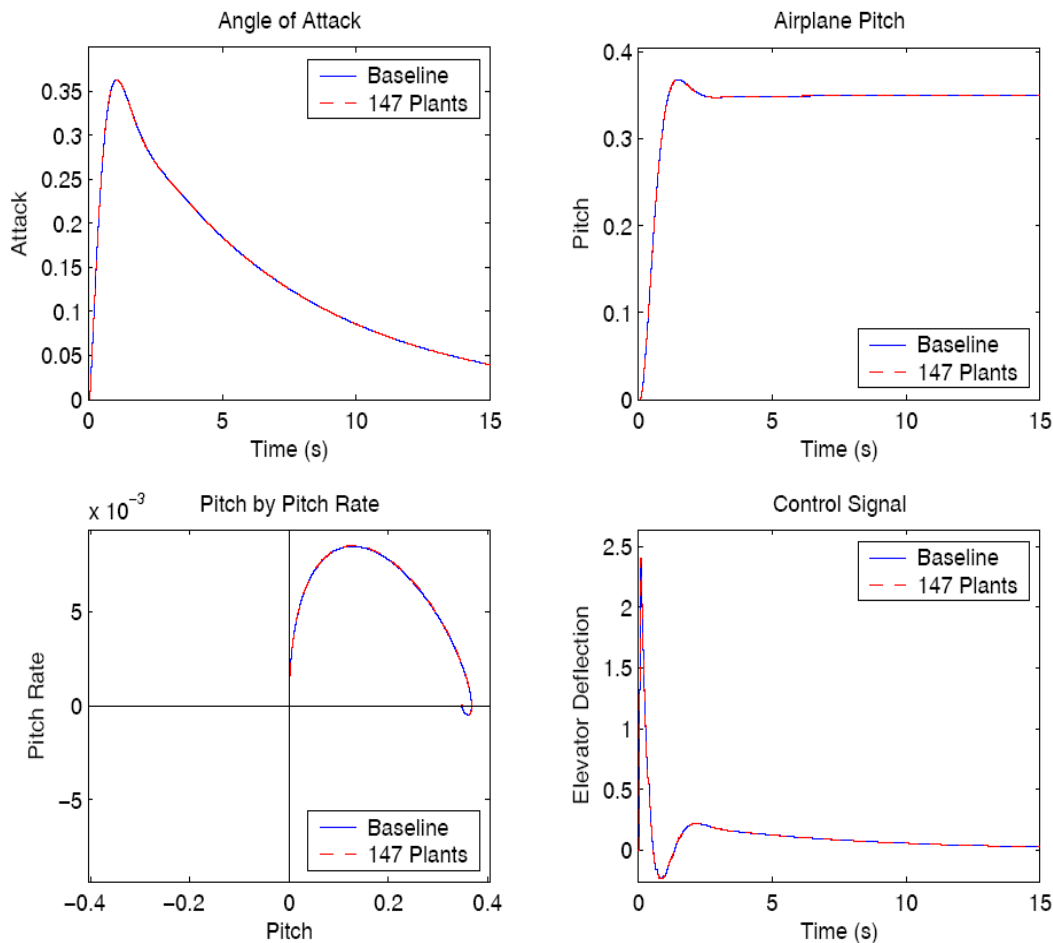 Angle of Attack
Attack
0.35
0.3
0.25
0.2
0.15
0.1
0.05
0
0 5 10 15
Time (s)
Baseline
147 Plants
Airplane Pitch
Pitch
0.4
0.3
0.2
0.1
0
0 5 10 15
Time (s)
Baseline
147 Plants
x 10⁻³
Pitch by Pitch Rate
Pitch Rate
5
0
−5
−0.4 −0.2 0 0.2 0.4
Pitch
Baseline
147 Plants
Control Signal
Elevator Deflection
2.5
2
1.5
1
0.5
0
0 5 10 15
Time (s)
Baseline
147 Plants